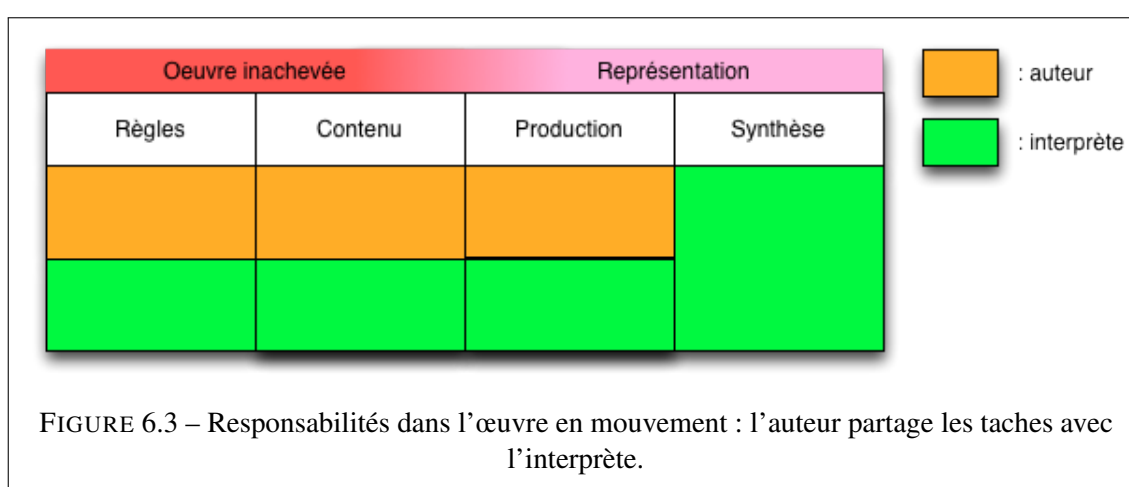 Oeuvre inachevée Représentation
: auteur
Règles Contenu Production Synthèse
: interprète
FIGURE 6.3 – Responsabilités dans l'œuvre en mouvement : l'auteur partage les taches avec
l'interprète.